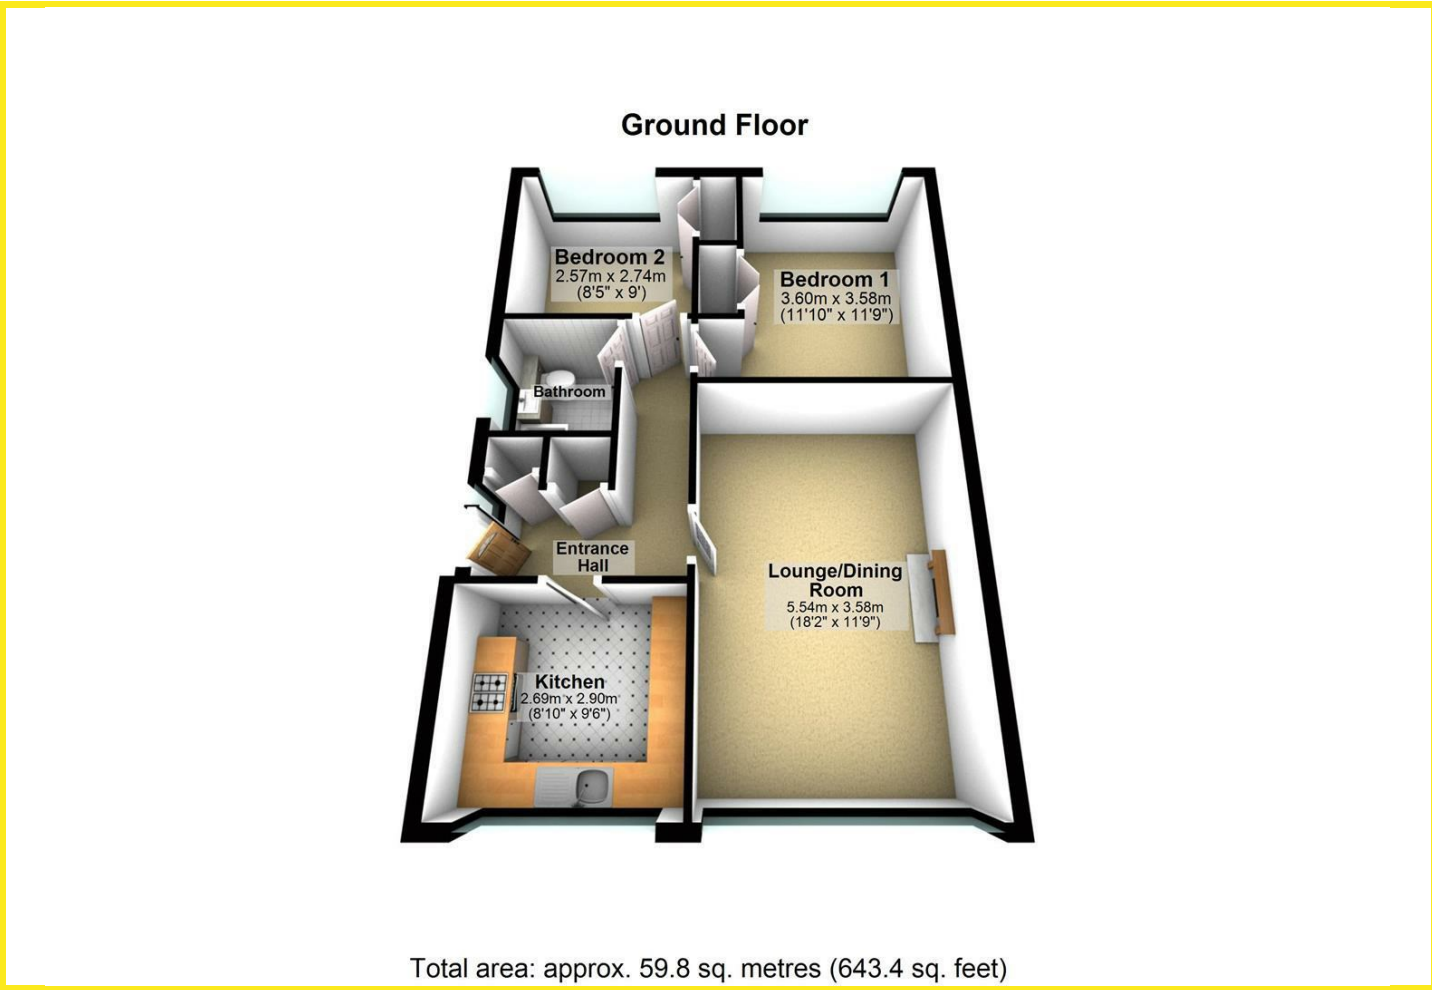 Ground Floor
Bedroom 2
2.57m x 2.74m
(8'5" x 9')
Bedroom 1
3.60m x 3.58m
(11'10" x 11'9")
Bathroom
Entrance
Hall
Lounge/Dining
Room
5.54m x 3.58m
(18'2" x 11'9")
Kitchen
2.69m x 2.90m
(8'10" x 9'6")
Total area: approx. 59.8 sq. metres (643.4 sq. feet)